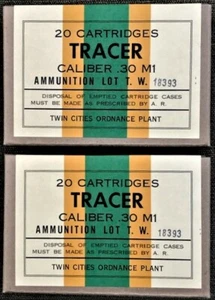 20 CARTRIDGES
TRACER
CALIBER .30 M1
AMMUNITION LOT T. W. 18393
DISPOSAL OF EMPTIED CARTRIDGE CASES
MUST BE MADE AS PRESCRIBED BY A. R.
TWIN CITIES ORDNANCE PLANT
20 CARTRIDGES
TRACER
CALIBER .30 M1
AMMUNITION LOT T. W. 18393
DISPOSAL OF EMPTIED CARTRIDGE CASES
MUST BE MADE AS PRESCRIBED BY A. R.
TWIN CITIES ORDNANCE PLANT